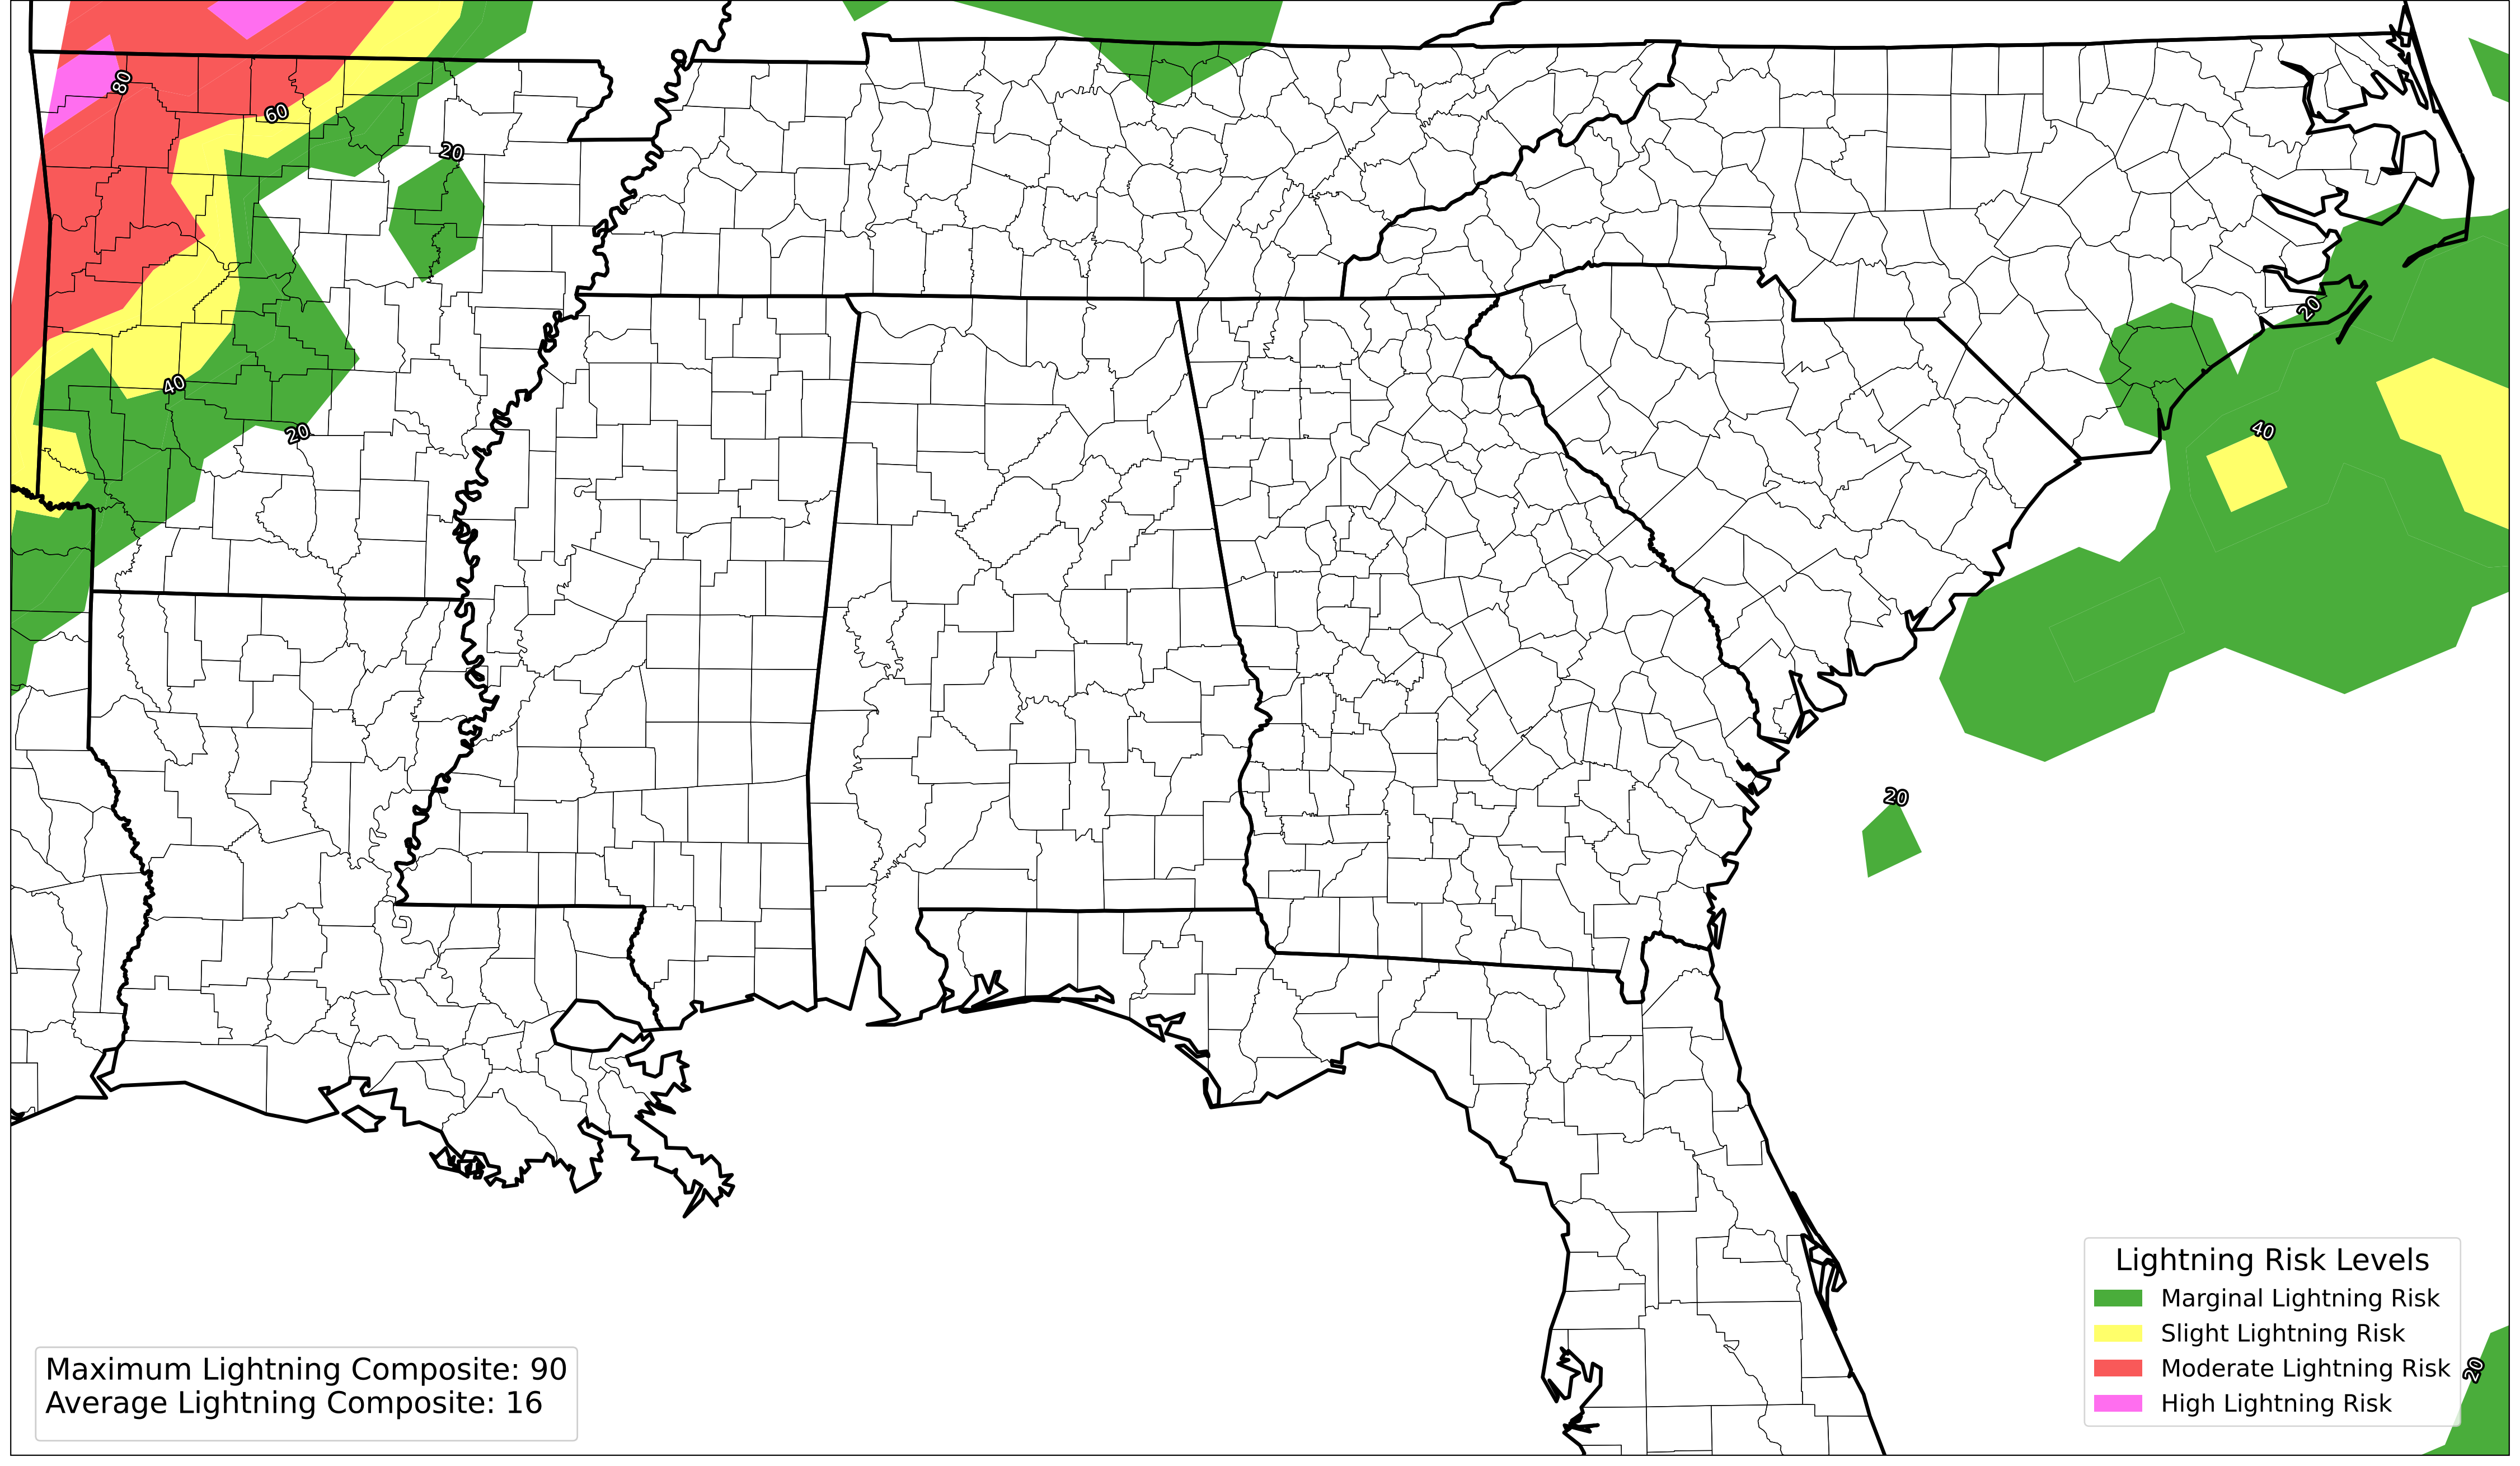 80
60
20
20
40
40
20
20
Maximum Lightning Composite: 90
Average Lightning Composite: 16
Lightning Risk Levels
Marginal Lightning Risk
Slight Lightning Risk
Moderate Lightning Risk
High Lightning Risk
20